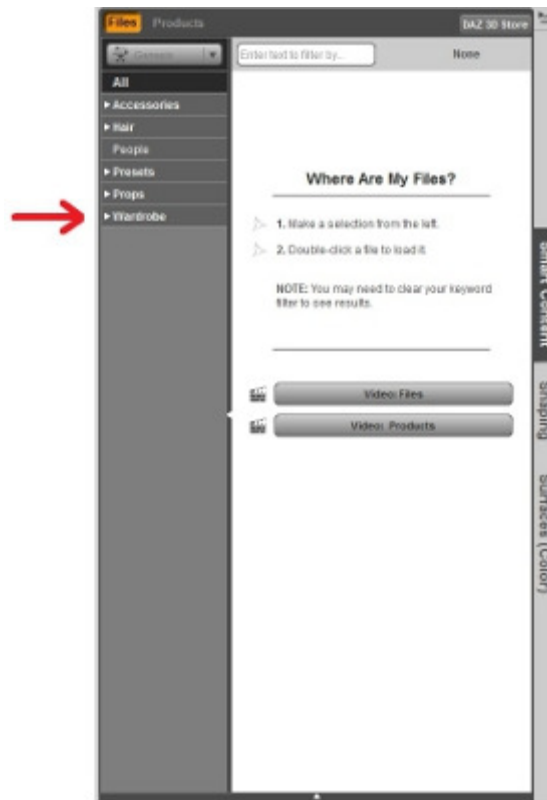 Files Products
DAZ 3D Store
Genesis
Enter text to filter by...
None
All
Accessories
Hair
People
Presets
Props
Wardrobe
Where Are My Files?
1. Make a selection from the left.
2. Double-click a file to load it.
NOTE: You may need to clear your keyword
filter to see results.
Video: Files
Video: Products
Smart Content
Shaping
Surfaces (Color)